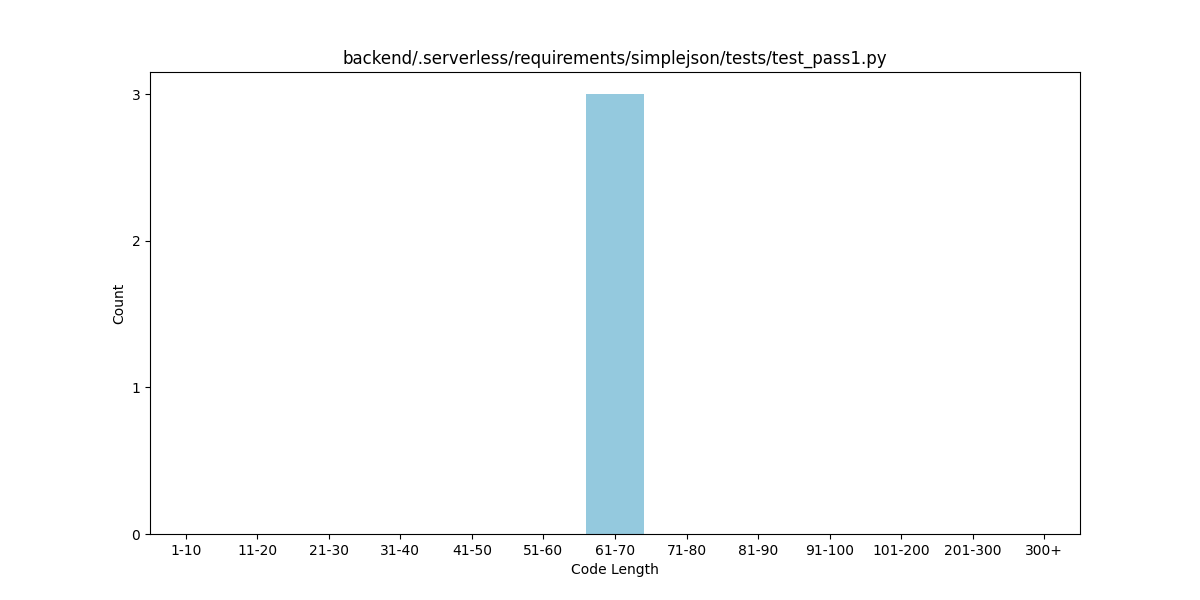 backend/.serverless/requirements/simplejson/tests/test_pass1.py
3
2
1
0
Count
1-10 11-20 21-30 31-40 41-50 51-60 61-70 71-80 81-90 91-100 101-200 201-300 300+
Code Length